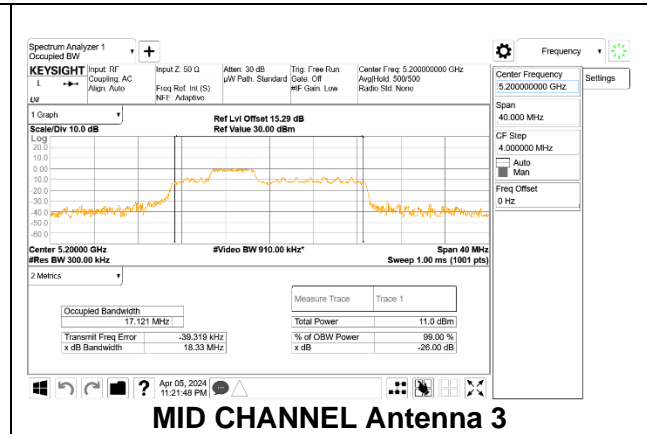 Spectrum Analyzer 1
Occupied BW
+
Frequency
KEYSIGHT
Input: RF
Coupling: AC
Align: Auto
Input Z: 50 Ω
Freq Ref: Int (S)
NFE: Adaptive
Atten: 30 dB
µW Path: Standard
Trig: Free Run
Gate: Off
#IF Gain: Low
Center Freq: 5.200000000 GHz
Avg|Hold: 500/500
Radio Std: None
Center Frequency
5.200000000 GHz
Settings
Span
40.000 MHz
CF Step
4.000000 MHz
Auto
Man
Freq Offset
0 Hz
1 Graph
Scale/Div 10.0 dB
Ref Lvl Offset 15.29 dB
Ref Value 30.00 dBm
Log
20.0
10.0
0.00
-10.0
-20.0
-30.0
-40.0
-50.0
-60.0
Center 5.20000 GHz
#Res BW 300.00 kHz
#Video BW 910.00 kHz*
Span 40 MHz
Sweep 1.00 ms (1001 pts)
2 Metrics
Measure Trace
Trace 1
Occupied Bandwidth
17.121 MHz
Total Power
11.0 dBm
Transmit Freq Error
-39.319 kHz
% of OBW Power
99.00 %
x dB Bandwidth
18.33 MHz
x dB
-26.00 dB
?
Apr 05, 2024
11:21:48 PM
MID CHANNEL Antenna 3